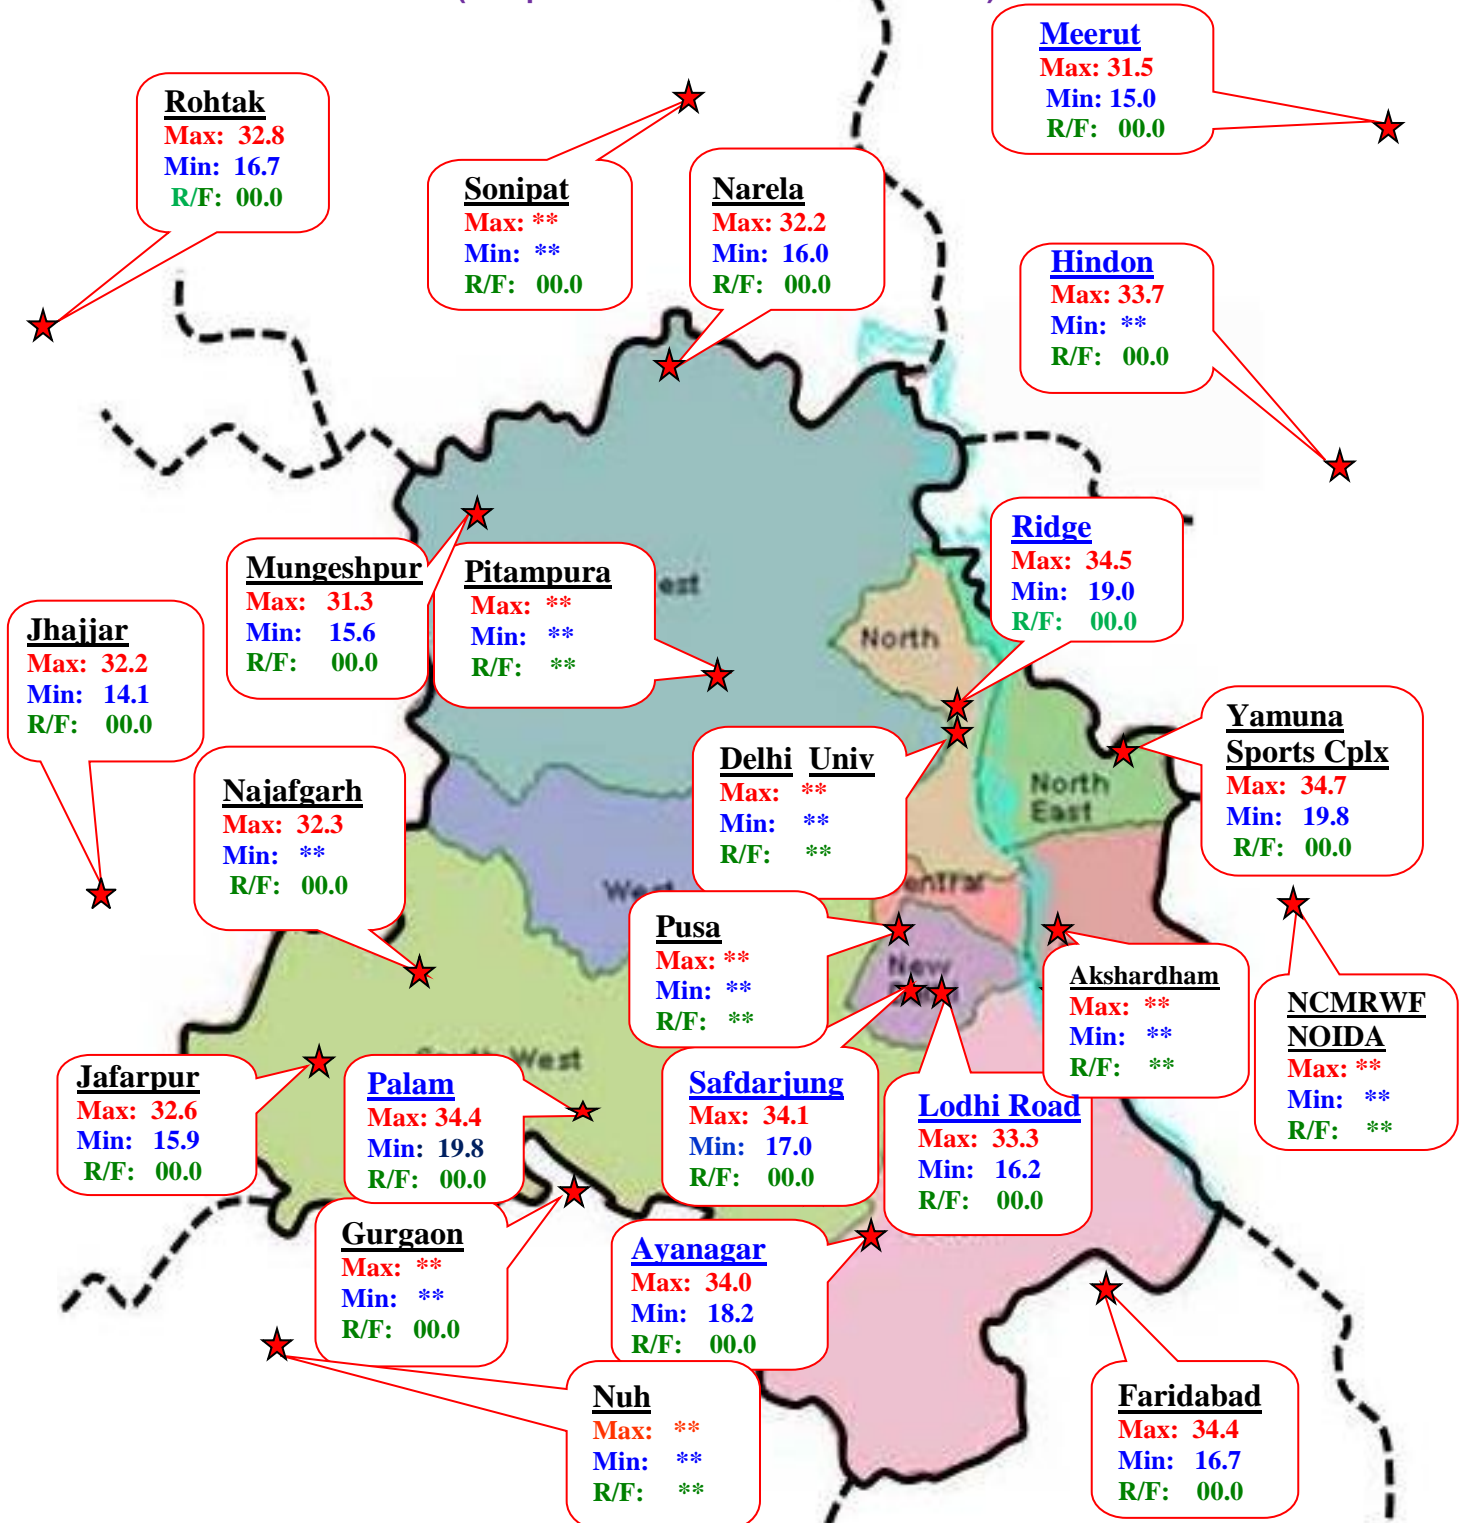 Meerut
Max: 31.5
Min: 15.0
R/F: 00.0
Rohtak
Max: 32.8
Min: 16.7
R/F: 00.0
Sonipat
Max: **
Min: **
R/F: 00.0
Narela
Max: 32.2
Min: 16.0
R/F: 00.0
Hindon
Max: 33.7
Min: **
R/F: 00.0
Ridge
Max: 34.5
Min: 19.0
R/F: 00.0
Mungeshpur
Max: 31.3
Min: 15.6
R/F: 00.0
Pitampura
Max: **
Min: **
R/F: **
est
North
Jhajjar
Max: 32.2
Min: 14.1
R/F: 00.0
Yamuna
Sports Cplx
Max: 34.7
Min: 19.8
R/F: 00.0
Delhi Univ
Max: **
Min: **
R/F: **
North
East
Najafgarh
Max: 32.3
Min: **
R/F: 00.0
West
entral
Pusa
Max: **
Min: **
R/F: **
New
Akshardham
Max: **
Min: **
R/F: **
NCMRWF
NOIDA
Max: **
Min: **
R/F: **
West
Jafarpur
Max: 32.6
Min: 15.9
R/F: 00.0
Palam
Max: 34.4
Min: 19.8
R/F: 00.0
Safdarjung
Max: 34.1
Min: 17.0
R/F: 00.0
Lodhi Road
Max: 33.3
Min: 16.2
R/F: 00.0
Gurgaon
Max: **
Min: **
R/F: 00.0
Ayanagar
Max: 34.0
Min: 18.2
R/F: 00.0
Nuh
Max: **
Min: **
R/F: **
Faridabad
Max: 34.4
Min: 16.7
R/F: 00.0